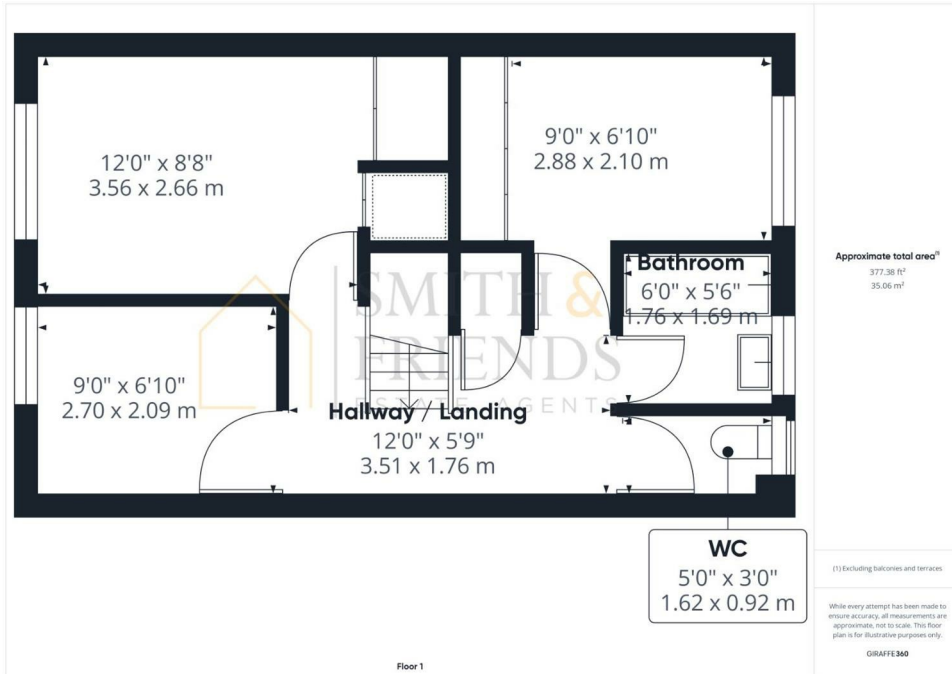 12'0" x 8'8"
3.56 x 2.66 m
9'0" x 6'10"
2.88 x 2.10 m
Bathroom
6'0" x 5'6"
1.76 x 1.69 m
SMITH &
FRIENDS
ESTATE AGENTS
9'0" x 6'10"
2.70 x 2.09 m
Hallway / Landing
12'0" x 5'9"
3.51 x 1.76 m
WC
5'0" x 3'0"
1.62 x 0.92 m
Floor 1
Approximate total area(1)
377.38 ft²
35.06 m²
(1) Excluding balconies and terraces
While every attempt has been made to
ensure accuracy, all measurements are
approximate, not to scale. This floor
plan is for illustrative purposes only.
GIRAFFE360